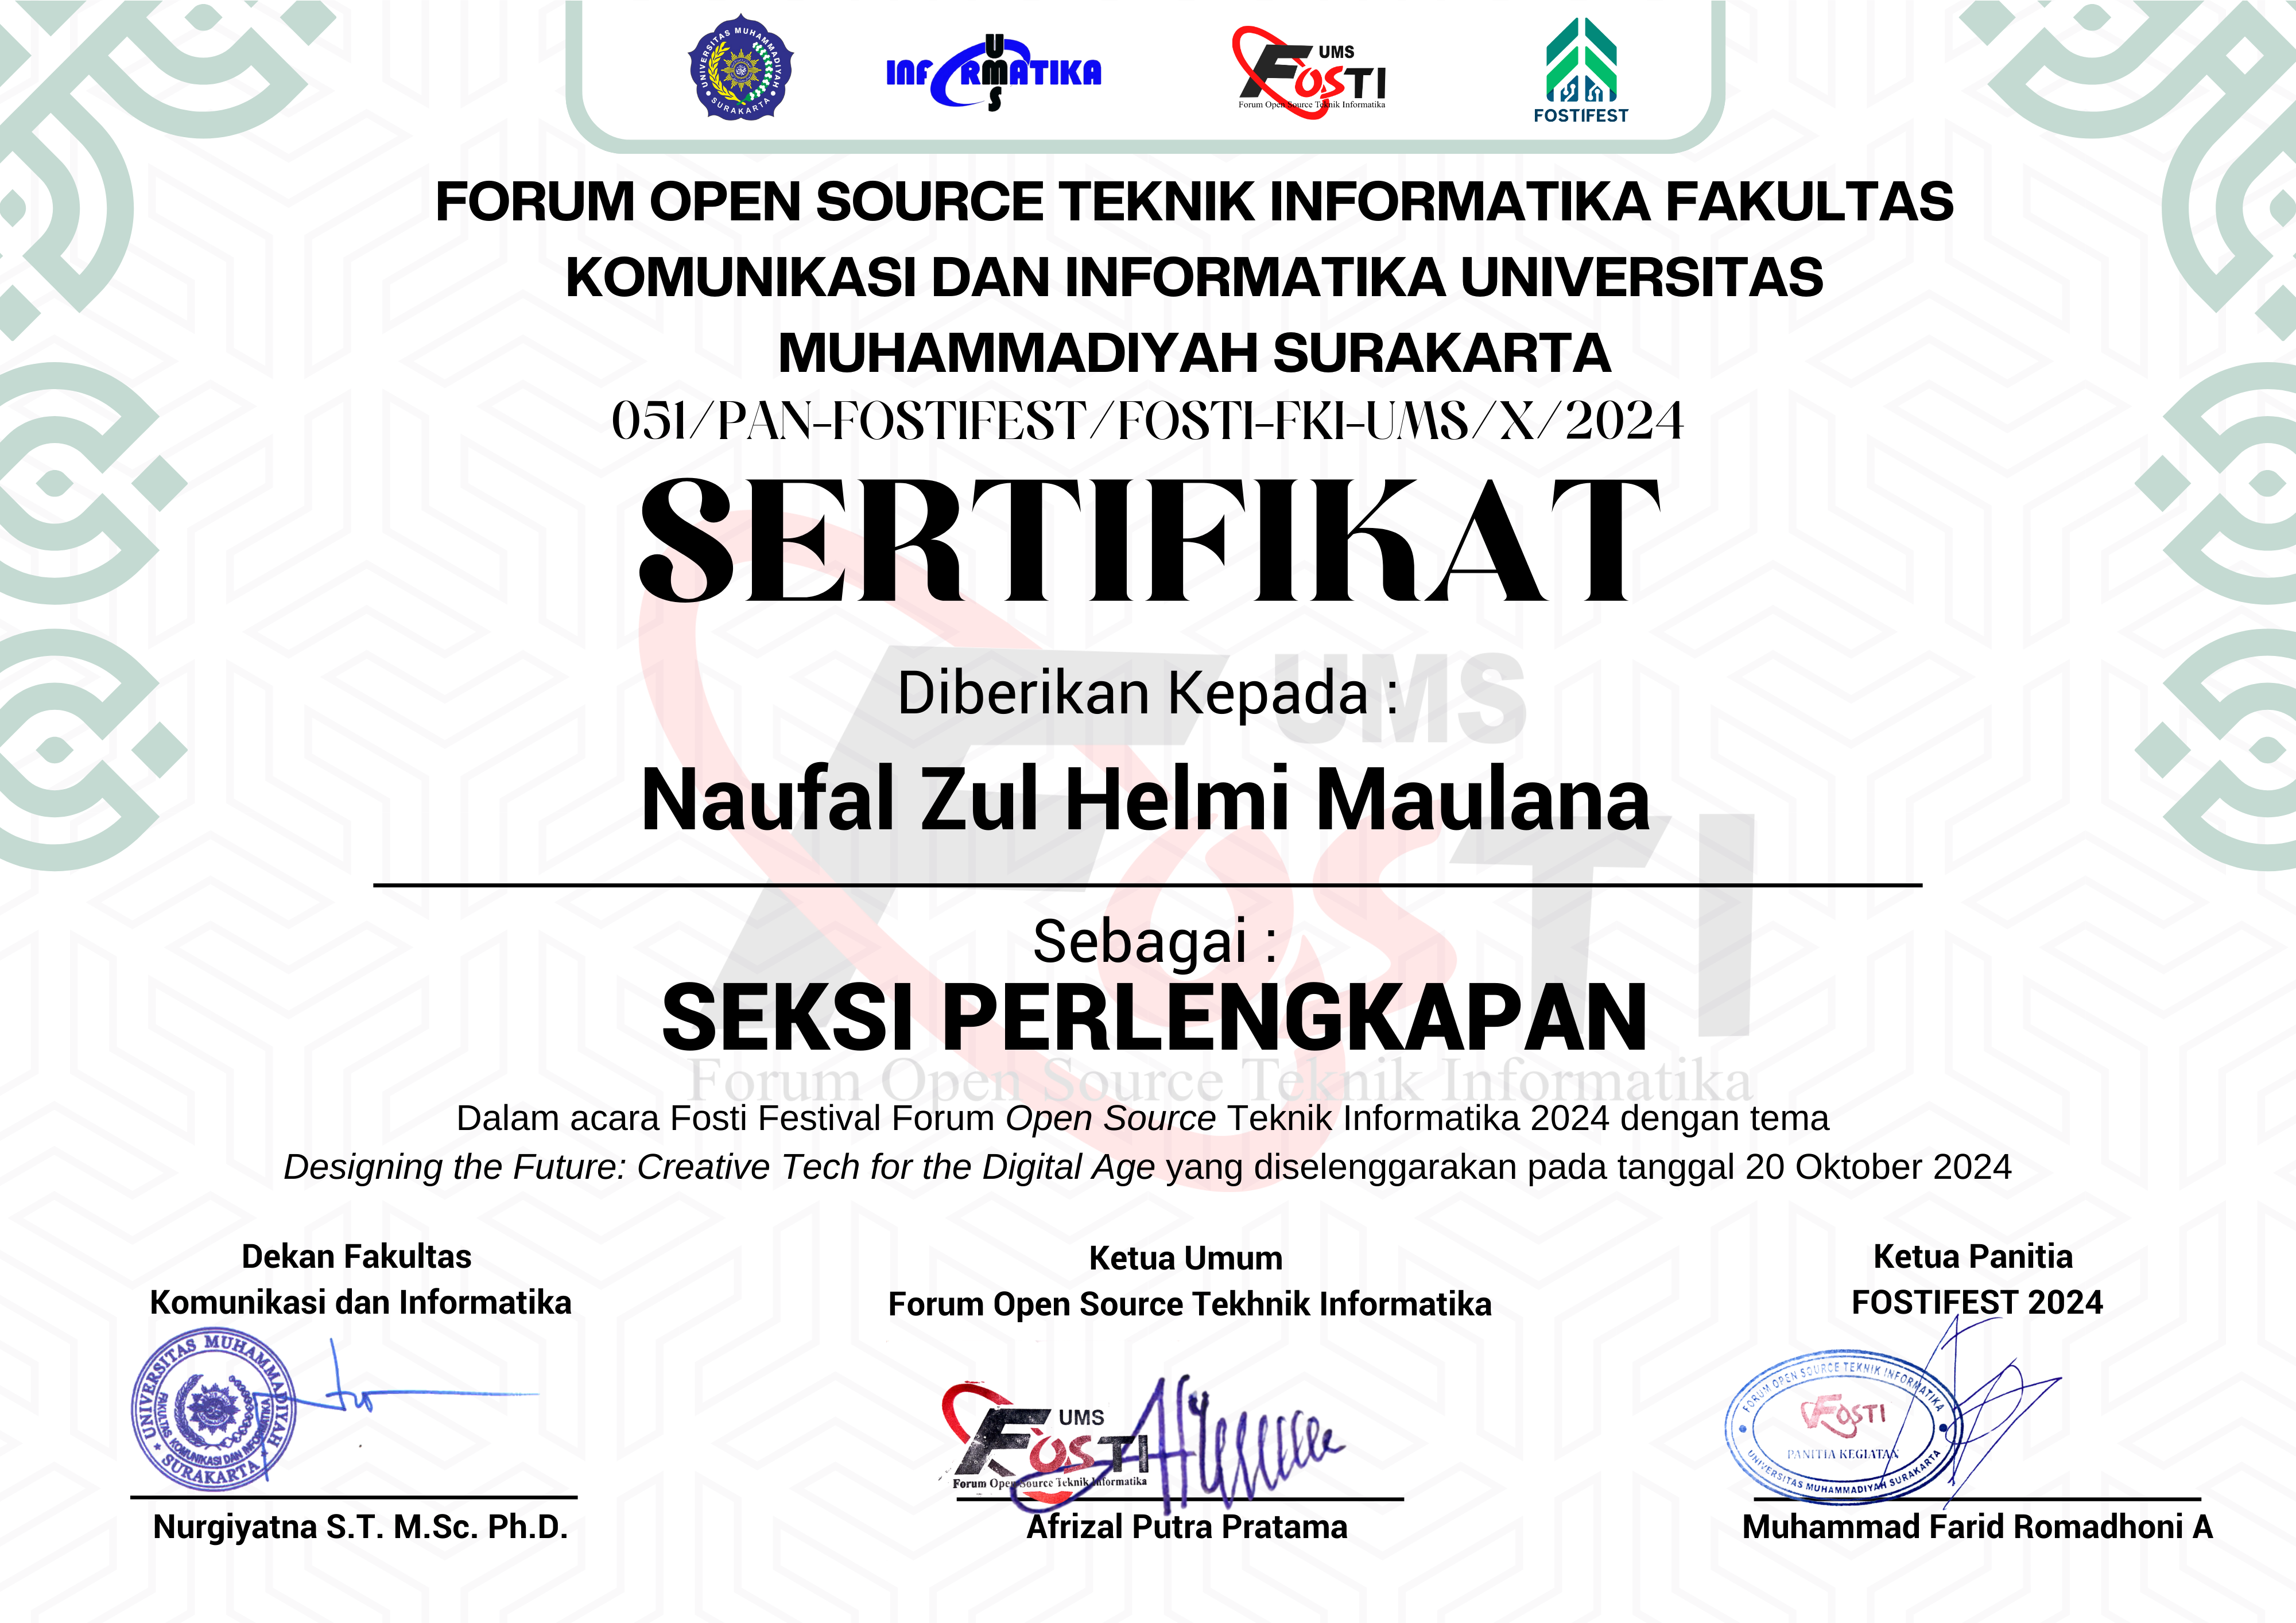 UNIVERSITAS MUHAMMADIYAH SURAKARTA
INFORMATIKA
UMS
UMS
FOSTI
Forum Open Source Teknik Informatika
FOSTIFEST
FORUM OPEN SOURCE TEKNIK INFORMATIKA FAKULTAS
KOMUNIKASI DAN INFORMATIKA UNIVERSITAS
MUHAMMADIYAH SURAKARTA
051/PAN-FOSTIFEST/FOSTI-FKI-UMS/X/2024
SERTIFIKAT
UMS
FOSTI
Forum Open Source Teknik Informatika
Diberikan Kepada :
Naufal Zul Helmi Maulana
Sebagai :
SEKSI PERLENGKAPAN
Dalam acara Fosti Festival Forum Open Source Teknik Informatika 2024 dengan tema
Designing the Future: Creative Tech for the Digital Age yang diselenggarakan pada tanggal 20 Oktober 2024
Dekan Fakultas
Komunikasi dan Informatika
UNIVERSITAS MUHAMMADIYAH SURAKARTA
FAKULTAS KOMUNIKASI DAN INFORMATIKA
Nurgiyatna S.T. M.Sc. Ph.D.
Ketua Umum
Forum Open Source Tekhnik Informatika
UMS
FOSTI
Forum Open Source Teknik Informatika
Afrizal Putra Pratama
Ketua Panitia
FOSTIFEST 2024
FORUM OPEN SOURCE TEKNIK INFORMATIKA
FOSTI
PANITIA KEGIATAN
UNIVERSITAS MUHAMMADIYAH SURAKARTA
Muhammad Farid Romadhoni A